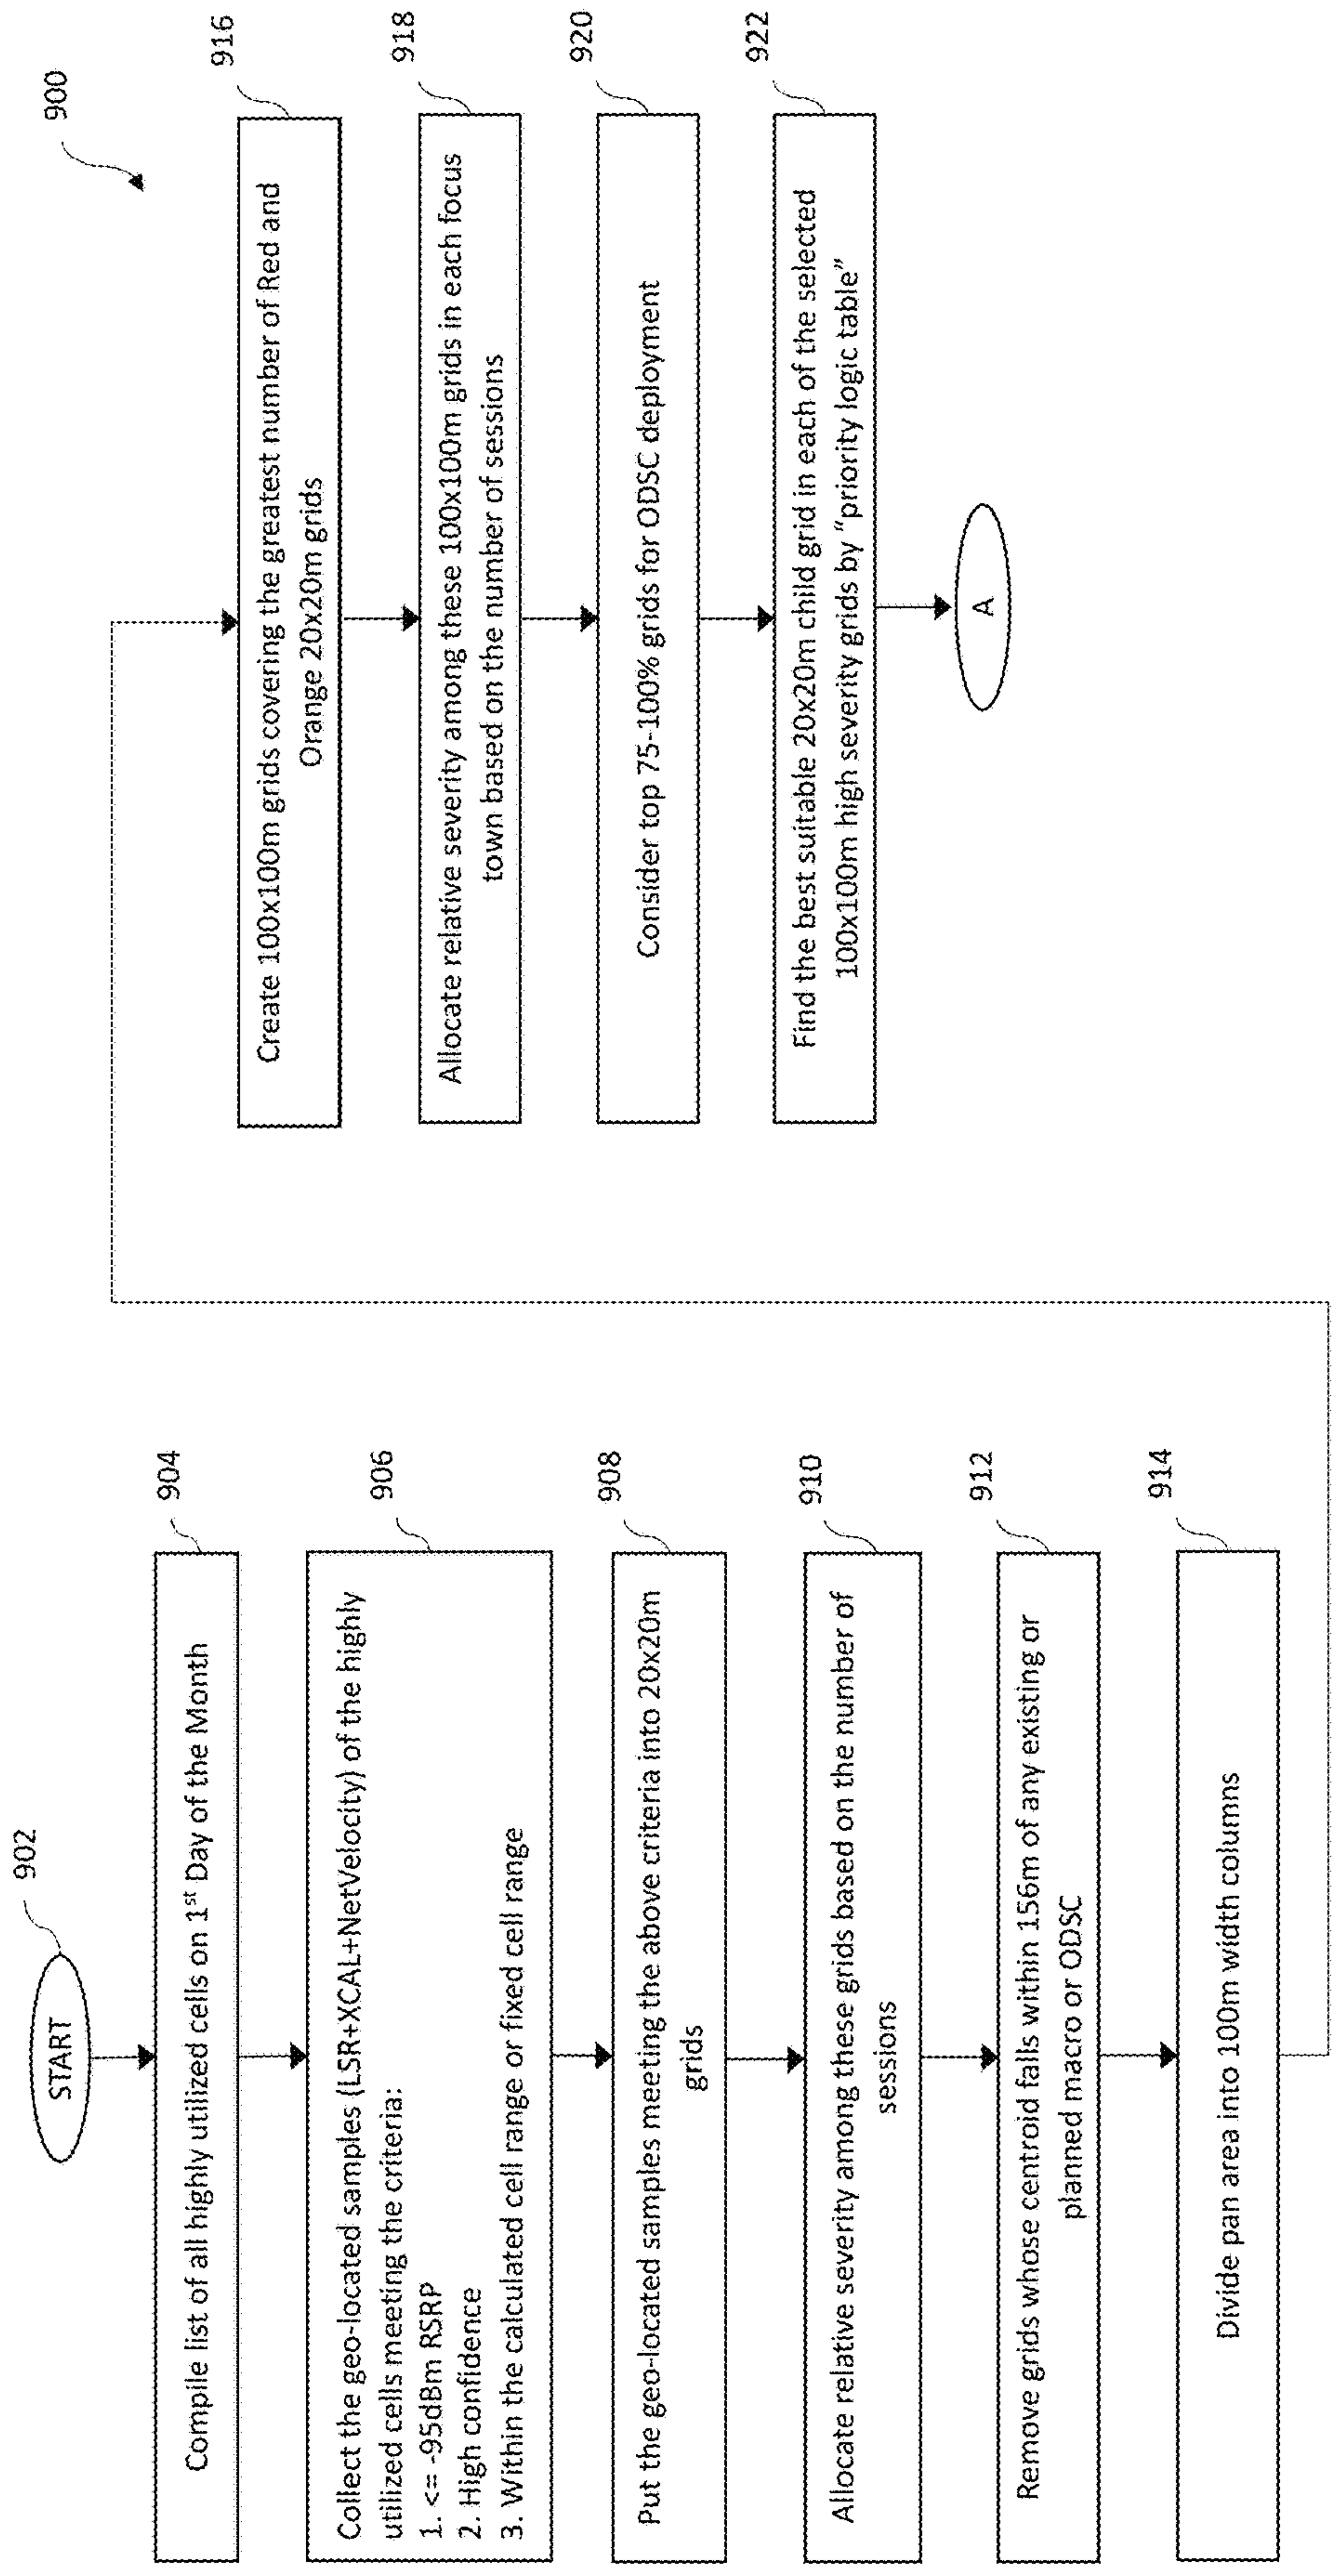 900
902
START
904
Compile list of all highly utilized cells on 1st Day of the Month
906
Collect the geo-located samples (LSR+XCAL+NetVelocity) of the highly
utilized cells meeting the criteria:
1. <= -95dBm RSRP
2. High confidence
3. Within the calculated cell range or fixed cell range
908
Put the geo-located samples meeting the above criteria into 20x20m
grids
910
Allocate relative severity among these grids based on the number of
sessions
912
Remove grids whose centroid falls within 156m of any existing or
planned macro or ODSC
914
Divide pan area into 100m width columns
916
Create 100x100m grids covering the greatest number of Red and
Orange 20x20m grids
918
Allocate relative severity among these 100x100m grids in each focus
town based on the number of sessions
920
Consider top 75-100% grids for ODSC deployment
922
Find the best suitable 20x20m child grid in each of the selected
100x100m high severity grids by “priority logic table”
A